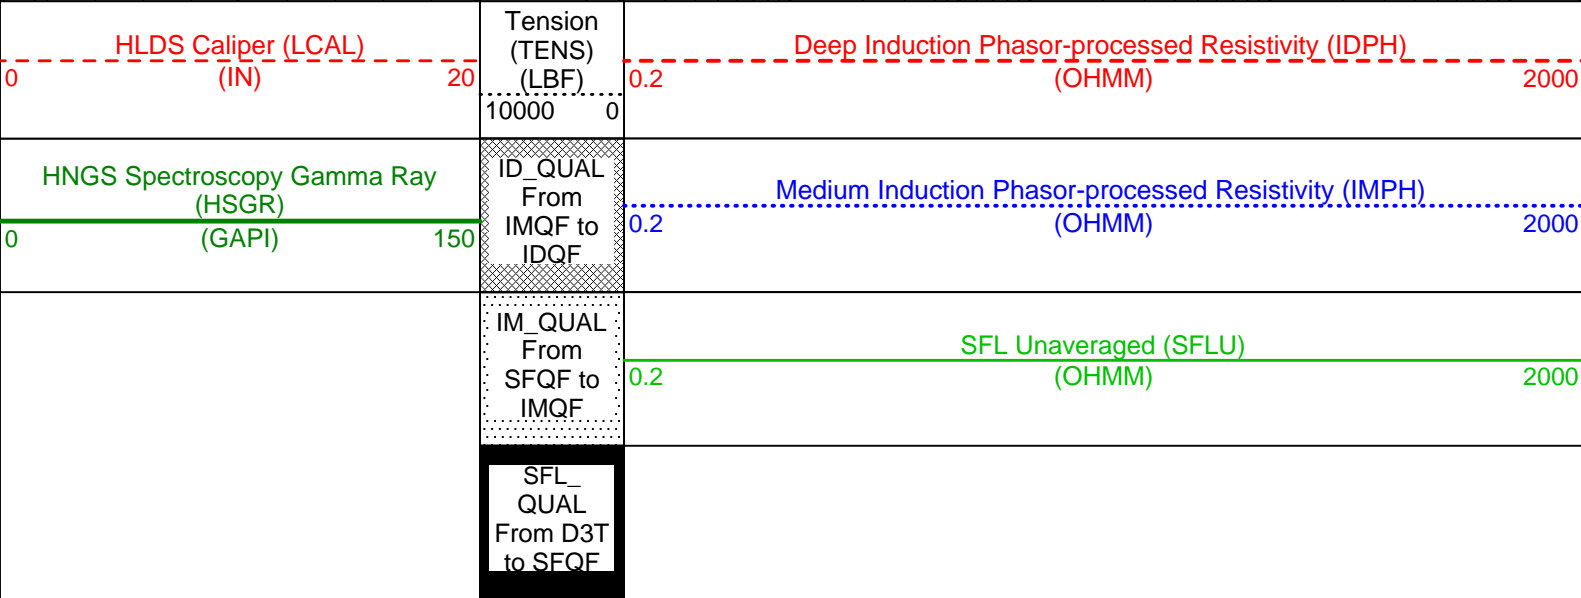 HLDS Caliper (LCAL)
0 (IN) 20
Tension
(TENS)
(LBF)
10000 0
Deep Induction Phasor-processed Resistivity (IDPH)
0.2 (OHMM) 2000
HNGS Spectroscopy Gamma Ray
(HSGR)
0 (GAPI) 150
ID_QUAL
From
IMQF to
IDQF
Medium Induction Phasor-processed Resistivity (IMPH)
0.2 (OHMM) 2000
IM_QUAL
From
SFQF to
IMQF
SFL Unaveraged (SFLU)
0.2 (OHMM) 2000
SFL_
QUAL
From D3T
to SFQF